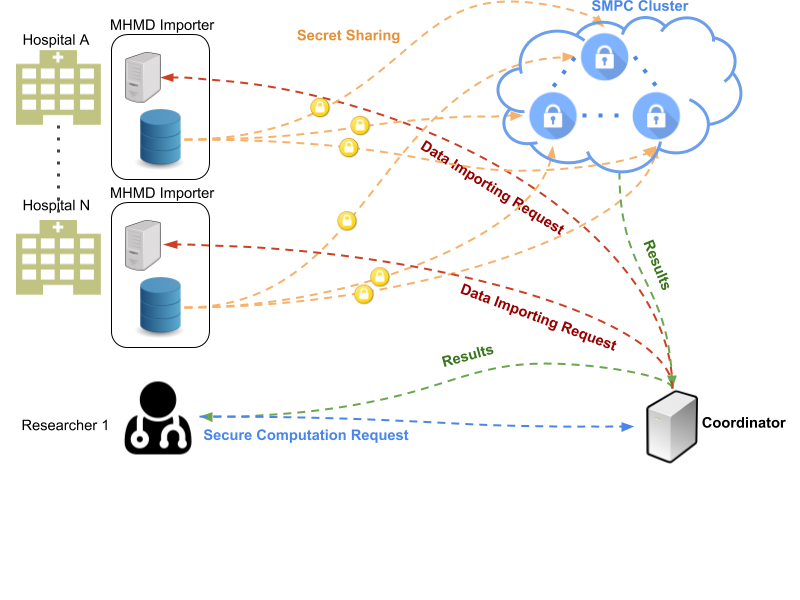 SMPC Cluster
MHMD Importer
Hospital A
Secret Sharing
Data Importing Request
MHMD Importer
Hospital N
Results
Data Importing Request
Results
Researcher 1
Secure Computation Request
Coordinator